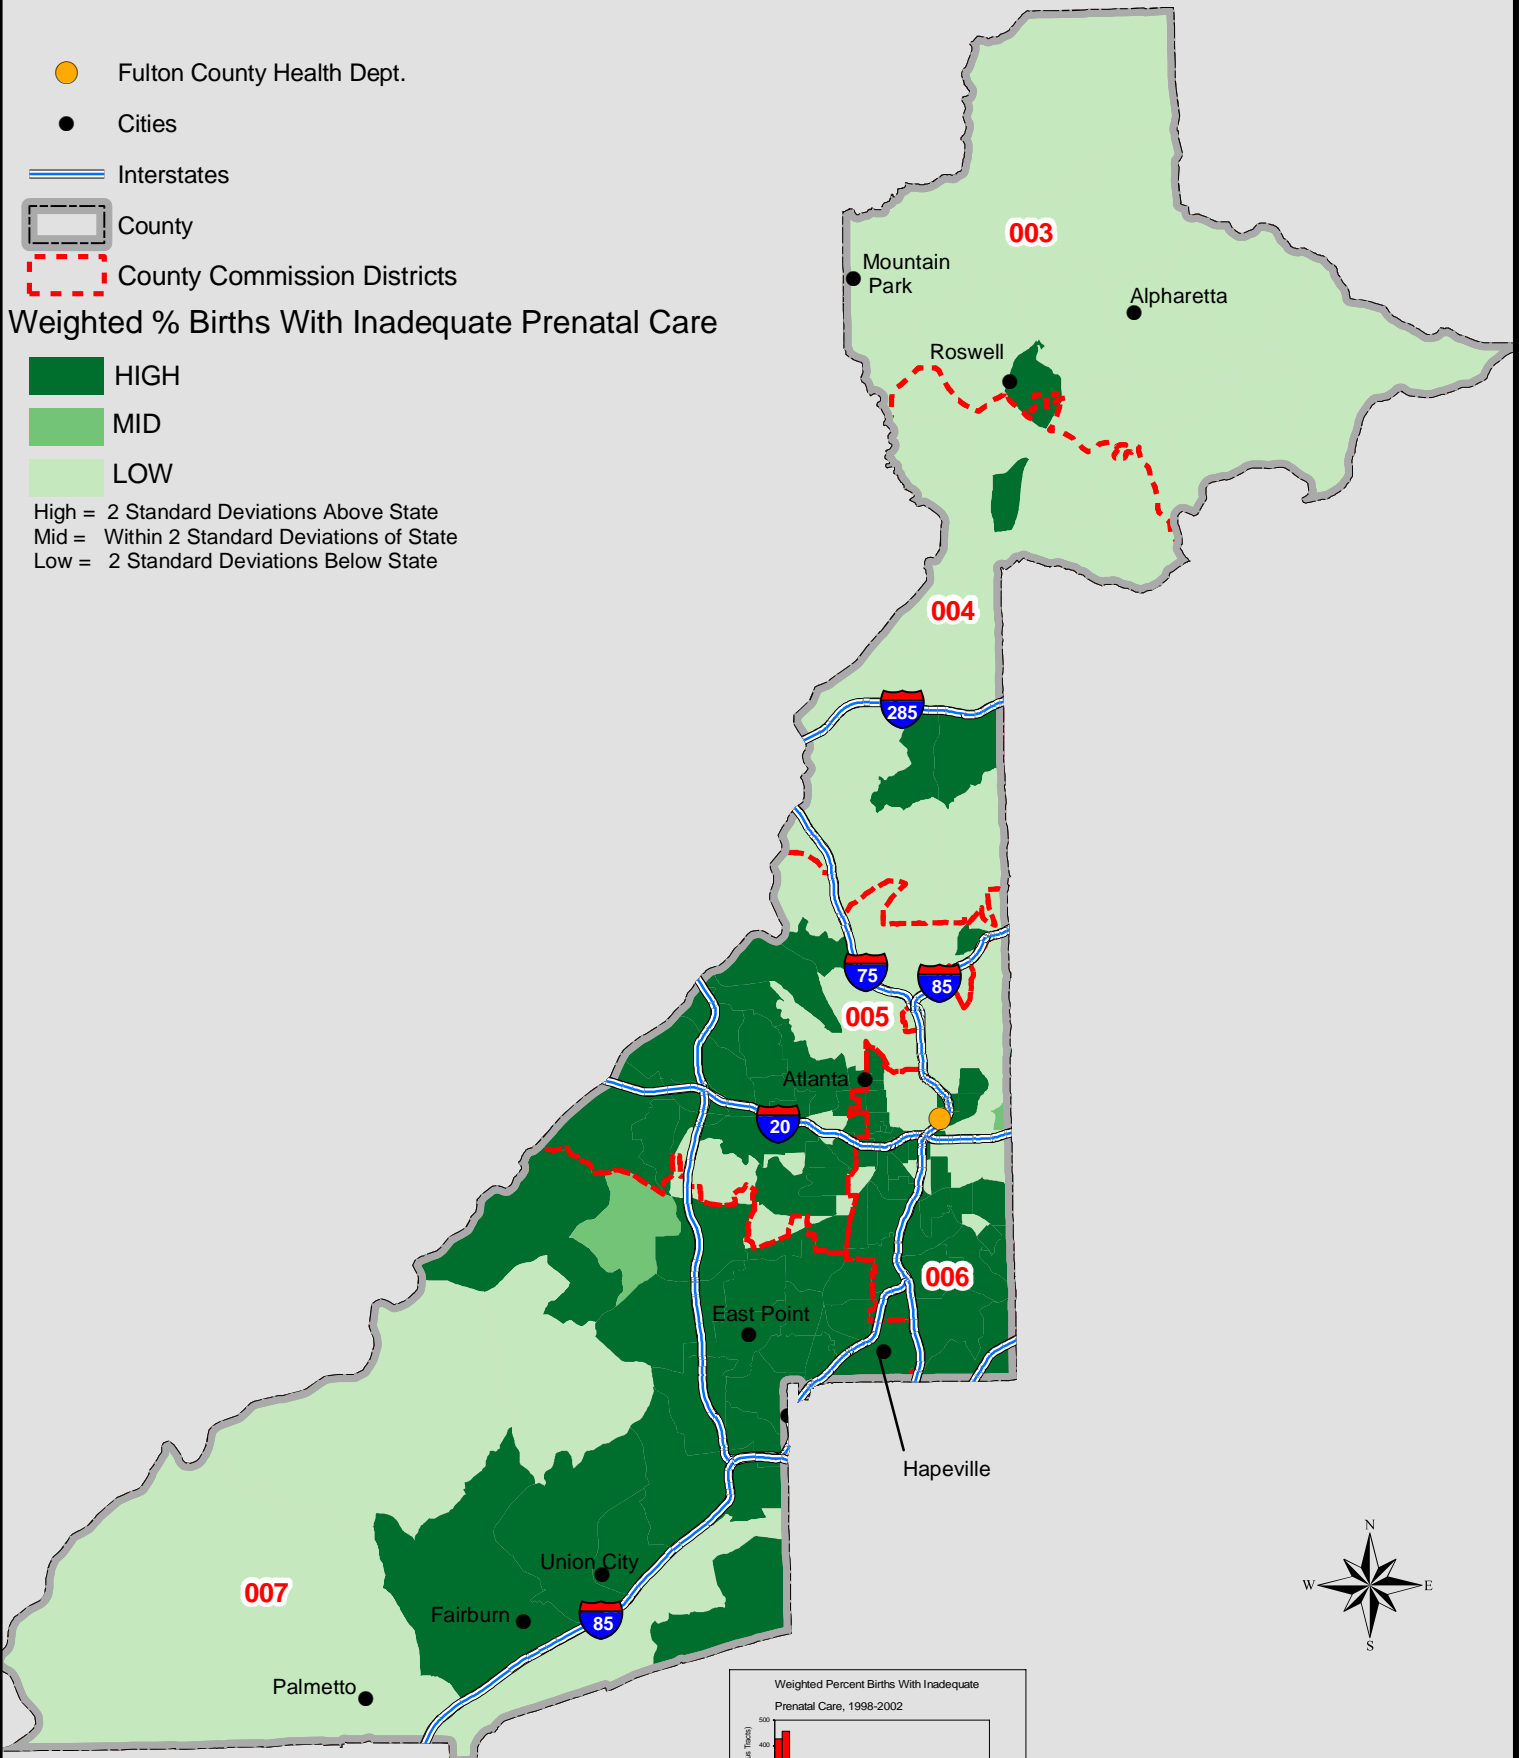 Fulton County Health Dept.
Cities
Interstates
County
County Commission Districts
Weighted % Births With Inadequate Prenatal Care
HIGH
MID
LOW
High = 2 Standard Deviations Above State
Mid = Within 2 Standard Deviations of State
Low = 2 Standard Deviations Below State
003
Mountain
Park
Alpharetta
Roswell
004
285
75
85
005
Atlanta
20
006
East Point
Hapeville
Union City
007
Fairburn
85
Palmetto
N
W
E
S
Weighted Percent Births With Inadequate
Prenatal Care, 1998-2002
500
400
Tracts)